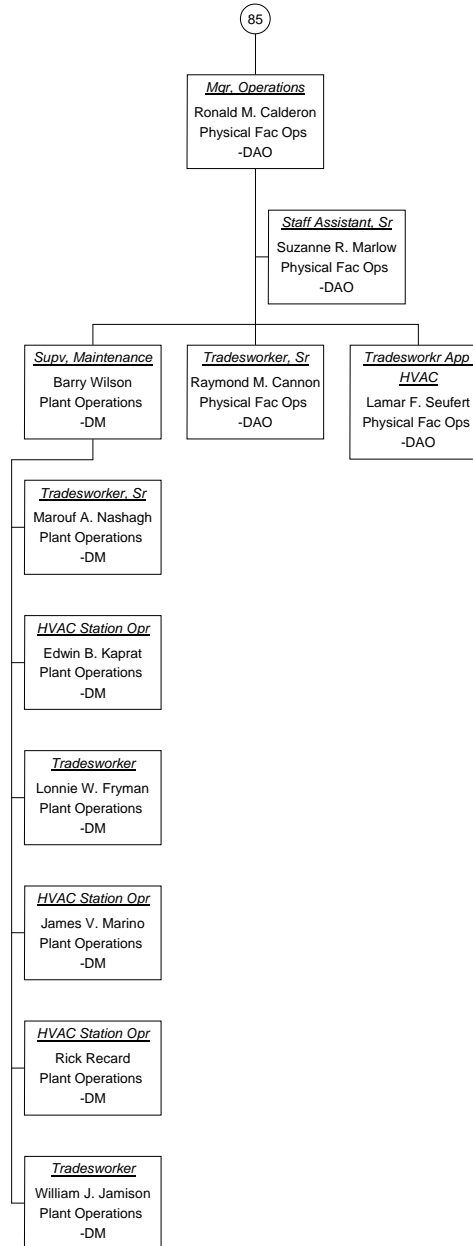 85
Mgr, Operations
Ronald M. Calderon
Physical Fac Ops
-DAO
Staff Assistant, Sr
Suzanne R. Marlow
Physical Fac Ops
-DAO
Supv, Maintenance
Barry Wilson
Plant Operations
-DM
Tradesworker, Sr
Raymond M. Cannon
Physical Fac Ops
-DAO
Tradesworkr App
HVAC
Lamar F. Seufert
Physical Fac Ops
-DAO
Tradesworker, Sr
Marouf A. Nashagh
Plant Operations
-DM
HVAC Station Opr
Edwin B. Kaprat
Plant Operations
-DM
Tradesworker
Lonnie W. Fryman
Plant Operations
-DM
HVAC Station Opr
James V. Marino
Plant Operations
-DM
HVAC Station Opr
Rick Recard
Plant Operations
-DM
Tradesworker
William J. Jamison
Plant Operations
-DM